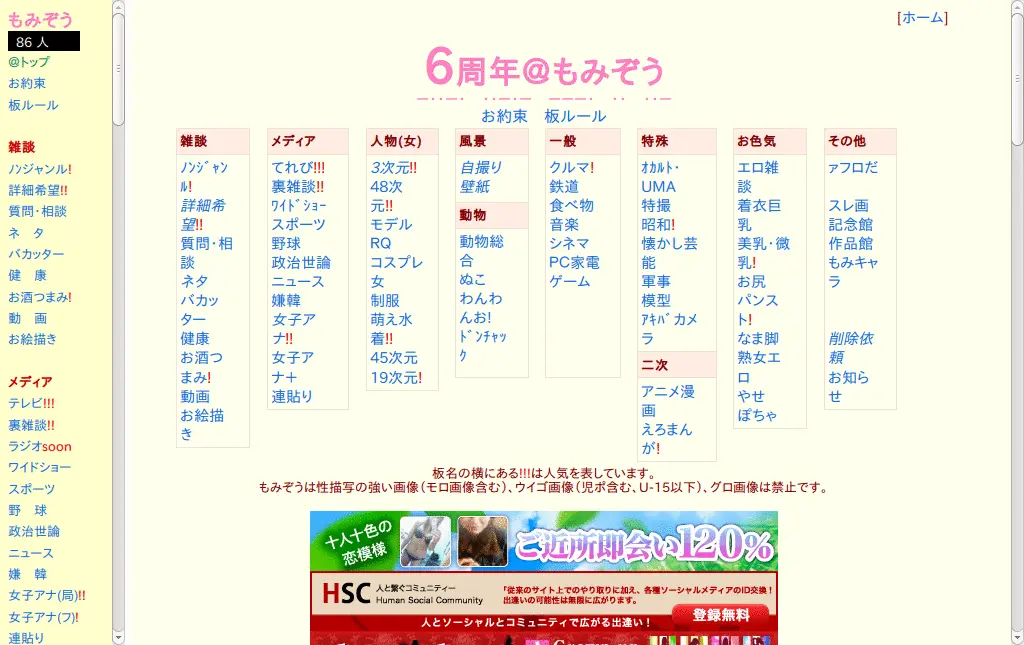 もみぞう
86 人
@トップ
お約束
板ルール
雑談
ノンジャンル!
詳細希望!!
質問･相談
ネ　タ
バカッター
健　康
お酒つまみ!
動　画
お絵描き
メディア
テレビ!!!
裏雑談!!
ラジオsoon
ワイドショー
スポーツ
野　球
政治世論
ニュース
嫌　韓
女子アナ(局)!!
女子アナ(フ)!
連貼り
[ホーム]
6周年@もみぞう
お約束　板ルール
雑談
ﾉﾝｼﾞｬﾝ
ﾙ!
詳細希
望!!
質問･相
談
ネタ
バカッ
ター
健康
お酒つ
まみ!
動画
お絵描
き
メディア
てれび!!!
裏雑談!!
ﾜｲﾄﾞｼｮｰ
スポーツ
野球
政治世論
ニュース
嫌韓
女子ア
ナ!!
女子ア
ナ＋
連貼り
人物(女)
3次元!!
48次
元!!
モデル
RQ
コスプレ
女
制服
萌え水
着!!
45次元
19次元!
風景
自撮り
壁紙
動物
動物総
合
ぬこ
わんわ
んお!
ﾄﾞﾝﾁｬｯ
ｸ
一般
クルマ!
鉄道
食べ物
音楽
シネマ
PC家電
ゲーム
特殊
ｵｶﾙﾄ･
UMA
特撮
昭和!
懐かし芸
能
軍事
模型
ｱｷﾊﾞカメ
ラ
二次
アニメ漫
画
えろまん
が!
お色気
エロ雑
談
着衣巨
乳
美乳･微
乳!
お尻
パンス
ト!
なま脚
熟女エ
ロ
やせ
ぽちゃ
その他
ァフロだ
スレ画
記念館
作品館
もみキャ
ラ
削除依
頼
お知ら
せ
板名の横にある!!!は人気を表しています。
もみぞうは性描写の強い画像（モロ画像含む）、ウイゴ画像（児ポ含む、U-15以下）、グロ画像は禁止です。
十人十色の
恋模様
ご近所即会い120%
HSC
人と繋ぐコミュニティー
Human Social Community
「従来のサイト上でのやり取りに加え、各種ソーシャルメディアのID交換！
出逢いの可能性は無限に広がります。
登録無料
人とソーシャルとコミュニティで広がる出逢い！